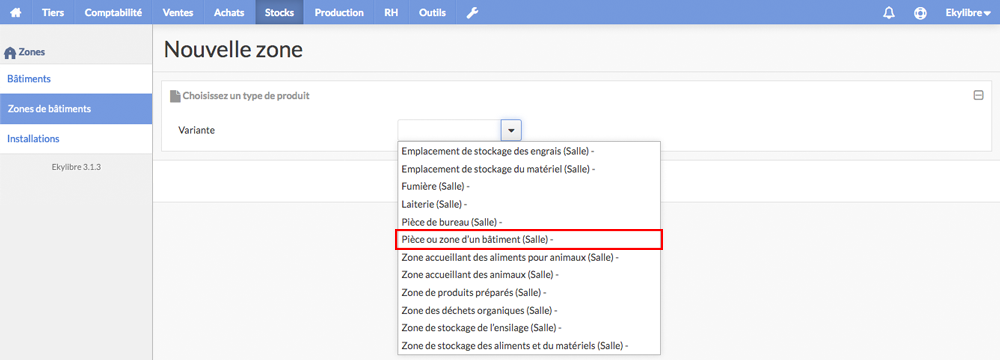 Tiers Comptabilité Ventes Achats Stocks Production RH Outils Ekylibre
Zones
Bâtiments
Zones de bâtiments
Installations
Ekylibre 3.1.3
Nouvelle zone
Choisissez un type de produit
Variante
Emplacement de stockage des engrais (Salle) -
Emplacement de stockage du matériel (Salle) -
Fumière (Salle) -
Laiterie (Salle) -
Pièce de bureau (Salle) -
Pièce ou zone d'un bâtiment (Salle) -
Zone accueillant des aliments pour animaux (Salle) -
Zone accueillant des animaux (Salle) -
Zone de produits préparés (Salle) -
Zone des déchets organiques (Salle) -
Zone de stockage de l'ensilage (Salle) -
Zone de stockage des aliments et du matériels (Salle) -